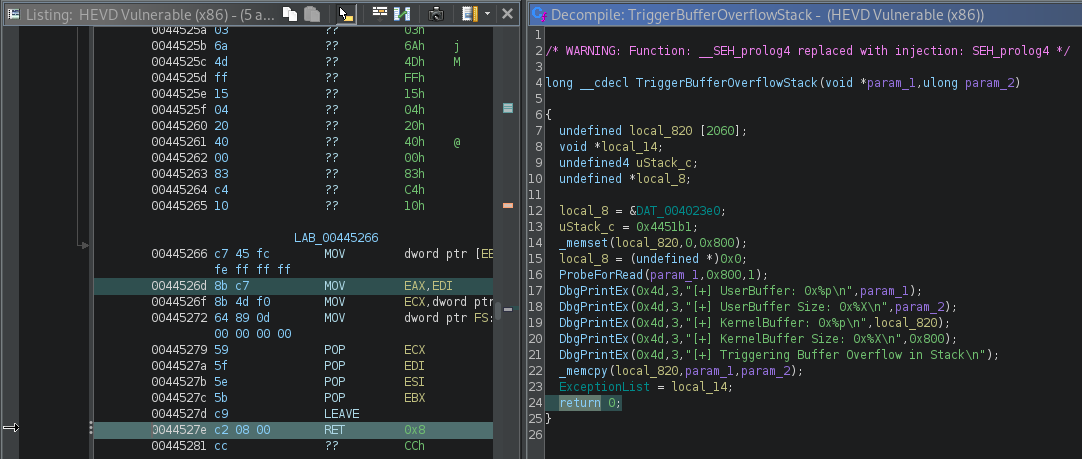 Listing: HEVD Vulnerable (x86) - (5 a...
0044525a 03 ?? 03h
0044525b 6a ?? 6Ah j
0044525c 4d ?? 4Dh M
0044525d ff ?? FFh
0044525e 15 ?? 15h
0044525f 04 ?? 04h
00445260 20 ?? 20h
00445261 40 ?? 40h @
00445262 00 ?? 00h
00445263 83 ?? 83h
00445264 c4 ?? C4h
00445265 10 ?? 10h
LAB_00445266
00445266 c7 45 fc MOV dword ptr [EB
fe ff ff ff
0044526d 8b c7 MOV EAX,EDI
0044526f 8b 4d f0 MOV ECX,dword ptr
00445272 64 89 0d MOV dword ptr FS:
00 00 00 00
00445279 59 POP ECX
0044527a 5f POP EDI
0044527b 5e POP ESI
0044527c 5b POP EBX
0044527d c9 LEAVE
0044527e c2 08 00 RET 0x8
00445281 cc ?? CCh
Decompile: TriggerBufferOverflowStack - (HEVD Vulnerable (x86))
1
2 /* WARNING: Function: __SEH_prolog4 replaced with injection: SEH_prolog4 */
3
4 long __cdecl TriggerBufferOverflowStack(void *param_1,ulong param_2)
5
6 {
7 undefined local_820 [2060];
8 void *local_14;
9 undefined4 uStack_c;
10 undefined *local_8;
11
12 local_8 = &DAT_004023e0;
13 uStack_c = 0x4451b1;
14 _memset(local_820,0,0x800);
15 local_8 = (undefined *)0x0;
16 ProbeForRead(param_1,0x800,1);
17 DbgPrintEx(0x4d,3,"[+] UserBuffer: 0x%p\n",param_1);
18 DbgPrintEx(0x4d,3,"[+] UserBuffer Size: 0x%X\n",param_2);
19 DbgPrintEx(0x4d,3,"[+] KernelBuffer: 0x%p\n",local_820);
20 DbgPrintEx(0x4d,3,"[+] KernelBuffer Size: 0x%X\n",0x800);
21 DbgPrintEx(0x4d,3,"[+] Triggering Buffer Overflow in Stack\n");
22 _memcpy(local_820,param_1,param_2);
23 ExceptionList = local_14;
24 return 0;
25 }
26